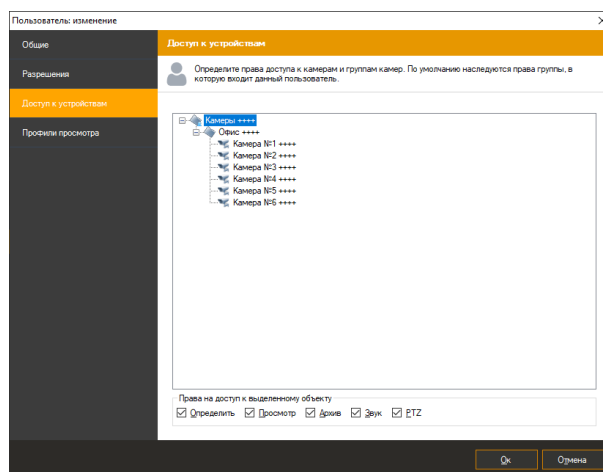 Пользователь: изменение
Общие
Разрешения
Доступ к устройствам
Профили просмотра
Доступ к устройствам
Определите права доступа к камерам и группам камер. По умолчанию наследуются права группы, в
которую входит данный пользователь.
Камеры ++++
Офис ++++
Камера №1 ++++
Камера №2 ++++
Камера №3 ++++
Камера №4 ++++
Камера №5 ++++
Камера №6 ++++
Права на доступ к выделенному объекту
Определить Просмотр Архив Звук PTZ
Ок Отмена